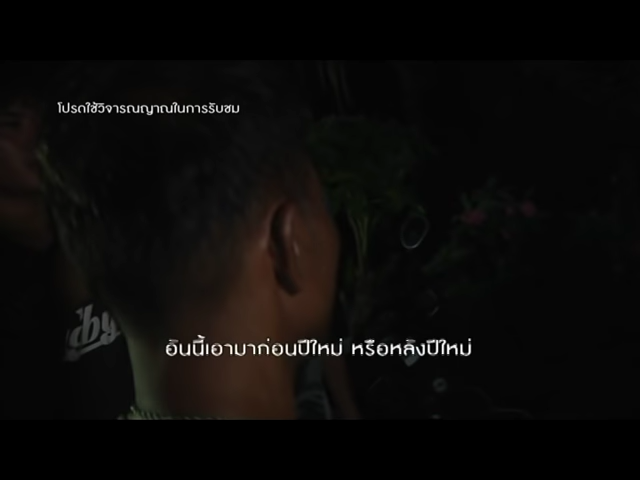 โปรดใช้วิจารณญาณในการรับชม
dby
อันนี้เอามาก่อนปีใหม่ หรือหลังปีใหม่